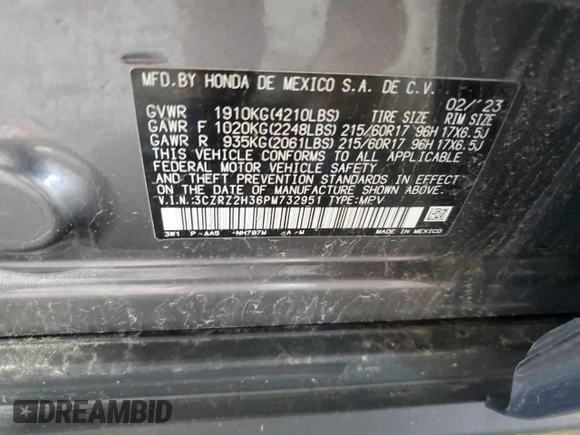 MFD.BY HONDA DE MEXICO S.A. DE C.V.
02/'23
GVWR 1910KG(4210LBS) TIRE SIZE RIM SIZE
GAWR F 1020KG(2248LBS) 215/60R17 96H 17X6.5J
GAWR R 935KG(2061LBS) 215/60R17 96H 17X6.5J
THIS VEHICLE CONFORMS TO ALL APPLICABLE
FEDERAL MOTOR VEHICLE SAFETY
AND THEFT PREVENTION STANDARDS IN EFFECT
ON THE DATE OF MANUFACTURE SHOWN ABOVE.
V.I.N.:3CZRZ2H36PM732951 TYPE:MPV
3W1 P-AA5 -NH797M -A -M MADE IN MEXICO
DREAMBID